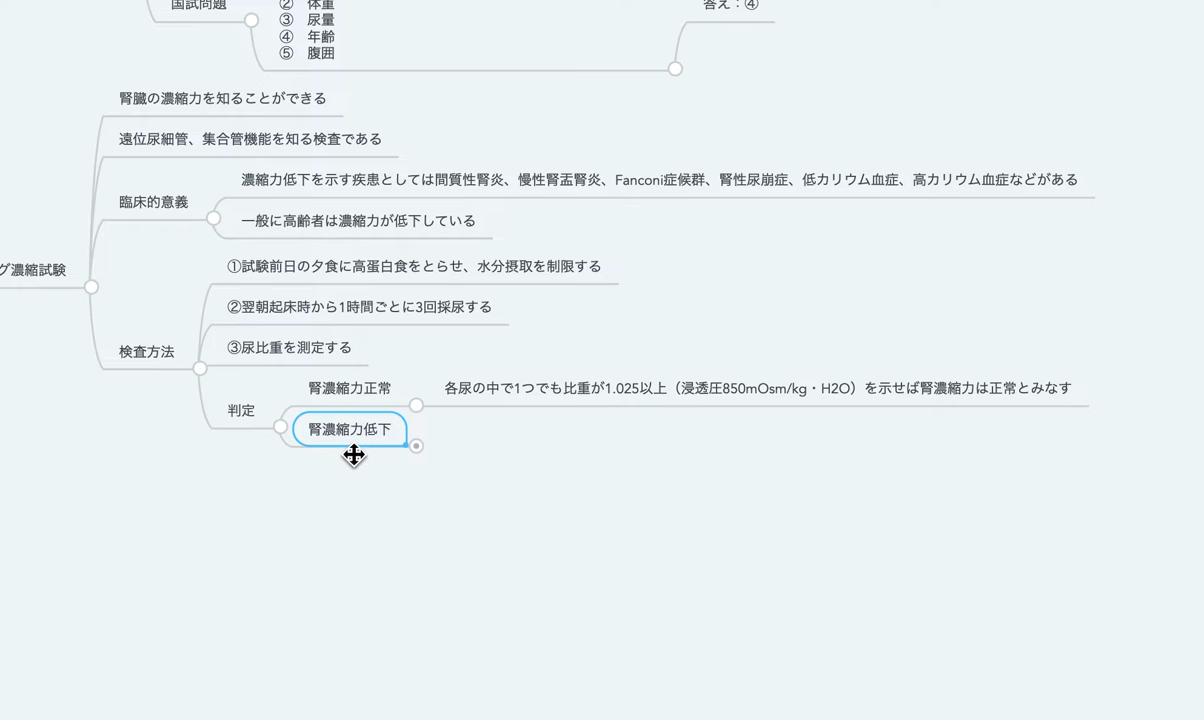 国試問題
② 体重
③ 尿量
④ 年齢
⑤ 腹囲
答え：④
腎臓の濃縮力を知ることができる
遠位尿細管、集合管機能を知る検査である
臨床的意義
濃縮力低下を示す疾患としては間質性腎炎、慢性腎盂腎炎、Fanconi症候群、腎性尿崩症、低カリウム血症、高カリウム血症などがある
一般に高齢者は濃縮力が低下している
グ濃縮試験
検査方法
①試験前日の夕食に高蛋白食をとらせ、水分摂取を制限する
②翌朝起床時から1時間ごとに3回採尿する
③尿比重を測定する
判定
腎濃縮力正常
各尿の中で1つでも比重が1.025以上（浸透圧850mOsm/kg・H2O）を示せば腎濃縮力は正常とみなす
腎濃縮力低下